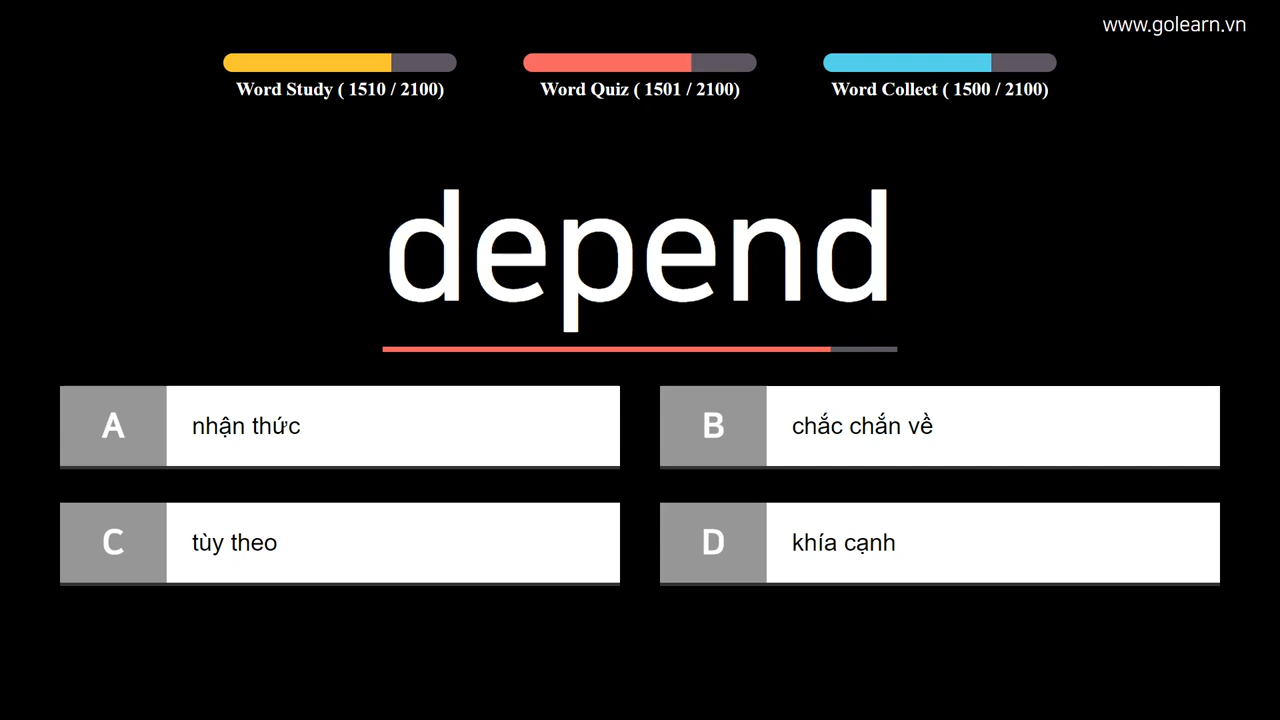 www.golearn.vn
Word Study ( 1510 / 2100)
Word Quiz ( 1501 / 2100)
Word Collect ( 1500 / 2100)
depend
A nhận thức
B chắc chắn về
C tùy theo
D khía cạnh